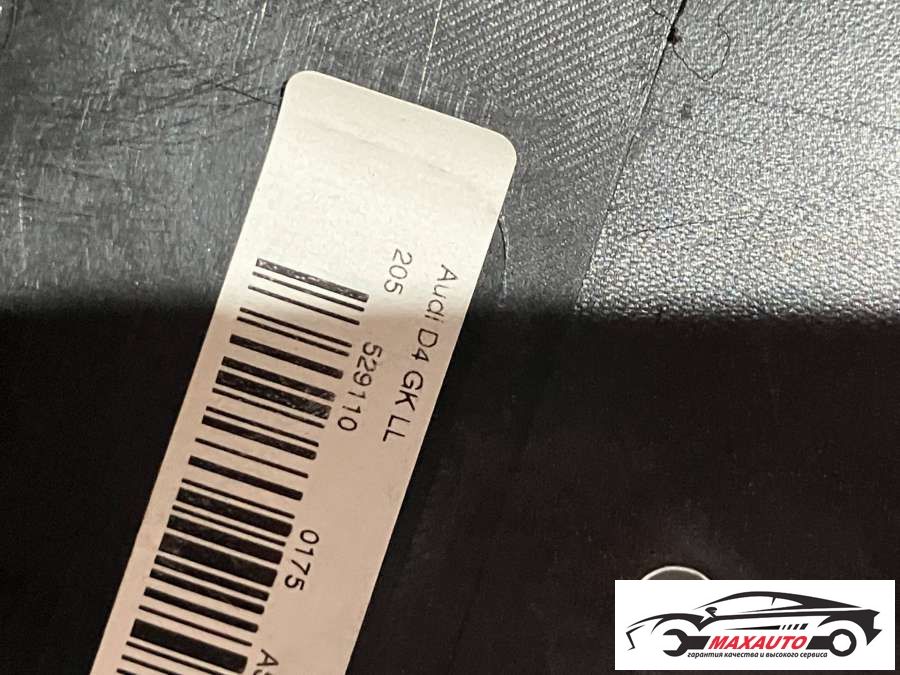 Audi D4 GK LL
205
529110 0175
MAXAUTO
гарантия качества и высокого сервиса